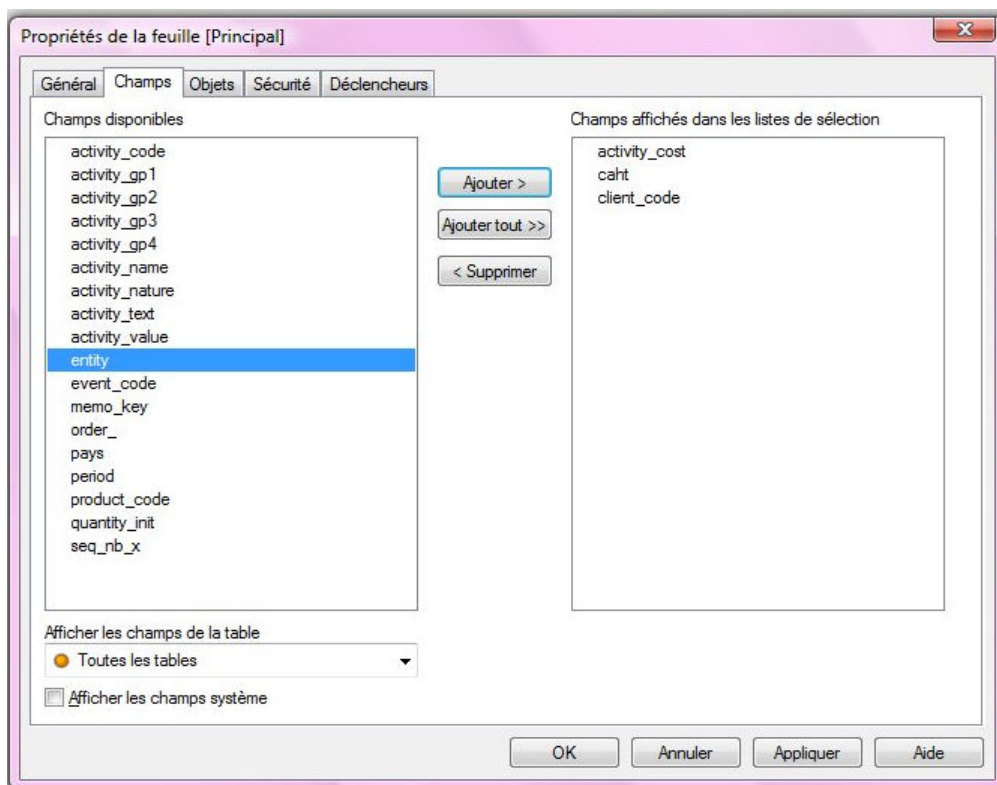 Propriétés de la feuille [Principal]
Général Champs Objets Sécurité Déclencheurs
Champs disponibles
activity_code
activity_gp1
activity_gp2
activity_gp3
activity_gp4
activity_name
activity_nature
activity_text
activity_value
entity
event_code
memo_key
order_
pays
period
product_code
quantity_init
seq_nb_x
Ajouter >
Ajouter tout >>
< Supprimer
Champs affichés dans les listes de sélection
activity_cost
caht
client_code
Afficher les champs de la table
Toutes les tables
Afficher les champs système
OK Annuler Appliquer Aide